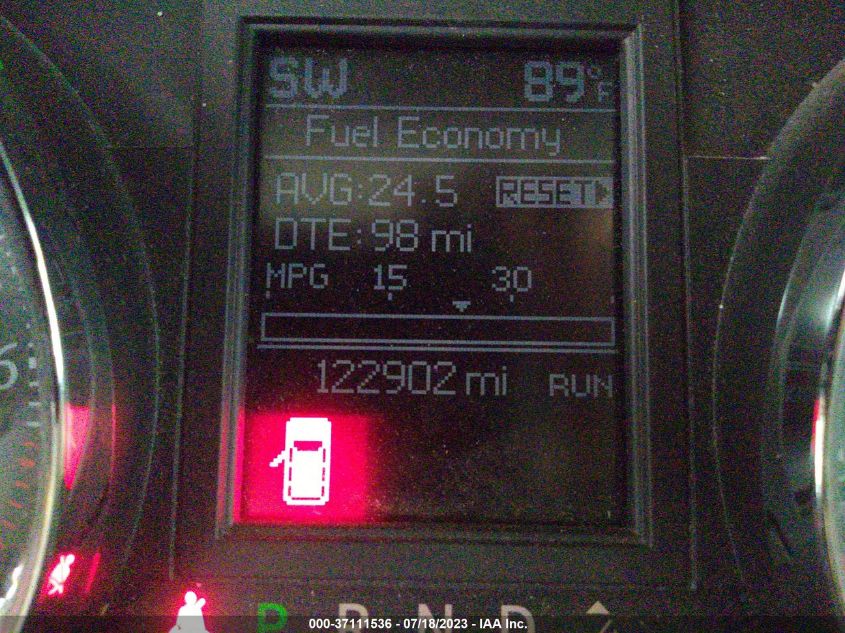 SW 89°F
Fuel Economy
AVG:24.5 RESET
DTE:98 mi
MPG 15 30
122902 mi RUN
6
P R N D
000-37111536 - 07/18/2023 - IAA Inc.